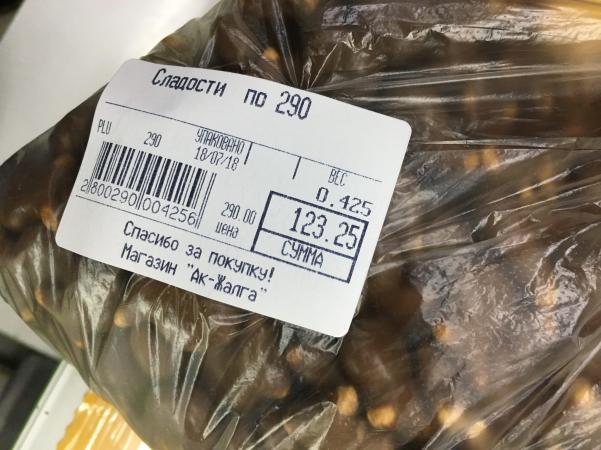 Сладости по 290
PLU 290 УПАКОВАНО 18/07/18 ВЕС
0.425
2800290004256 290.00 цена 123.25
СУММА
Спасибо за покупку!
Магазин "Ак-Жалга"